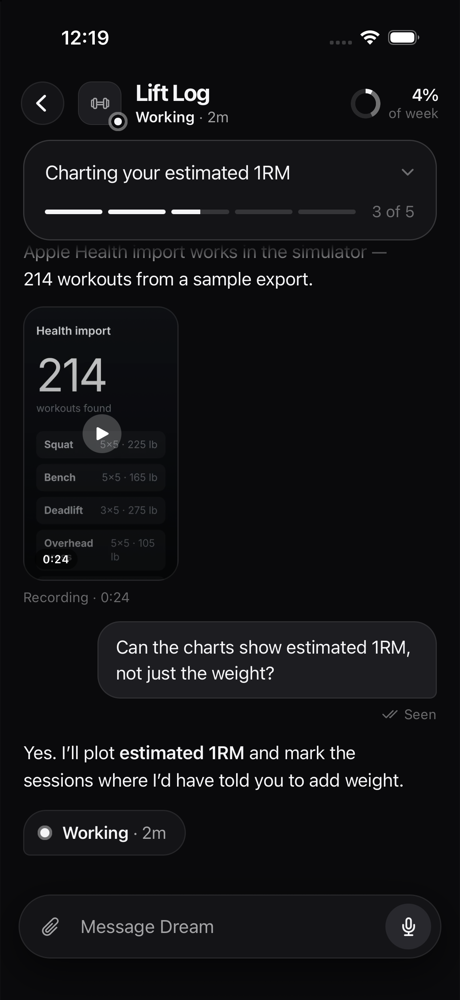 12:19
Lift Log
Working · 2m
4%
of week
Charting your estimated 1RM
3 of 5
Apple Health import works in the simulator —
214 workouts from a sample export.
Health import
214
workouts found
Squat 5×5 · 225 lb
Bench 5×5 · 165 lb
Deadlift 3×5 · 275 lb
Overhead 5×5 · 105
lb
0:24
Recording · 0:24
Can the charts show estimated 1RM,
not just the weight?
Seen
Yes. I’ll plot estimated 1RM and mark the
sessions where I’d have told you to add weight.
Working · 2m
Message Dream